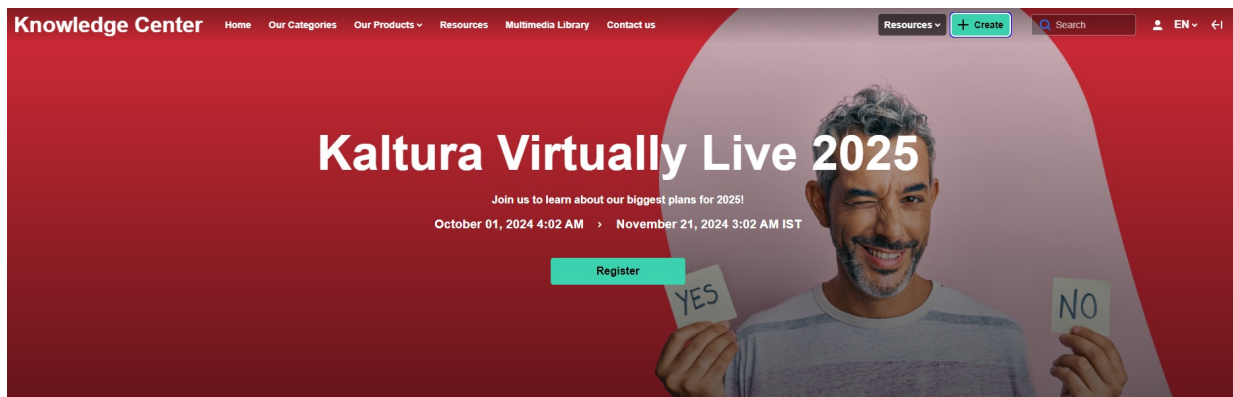 Knowledge Center Home Our Categories Our Products Resources Multimedia Library Contact us Resources + Create Search EN
Kaltura Virtually Live 2025
Join us to learn about our biggest plans for 2025!
October 01, 2024 4:02 AM > November 21, 2024 3:02 AM IST
Register
YES
NO